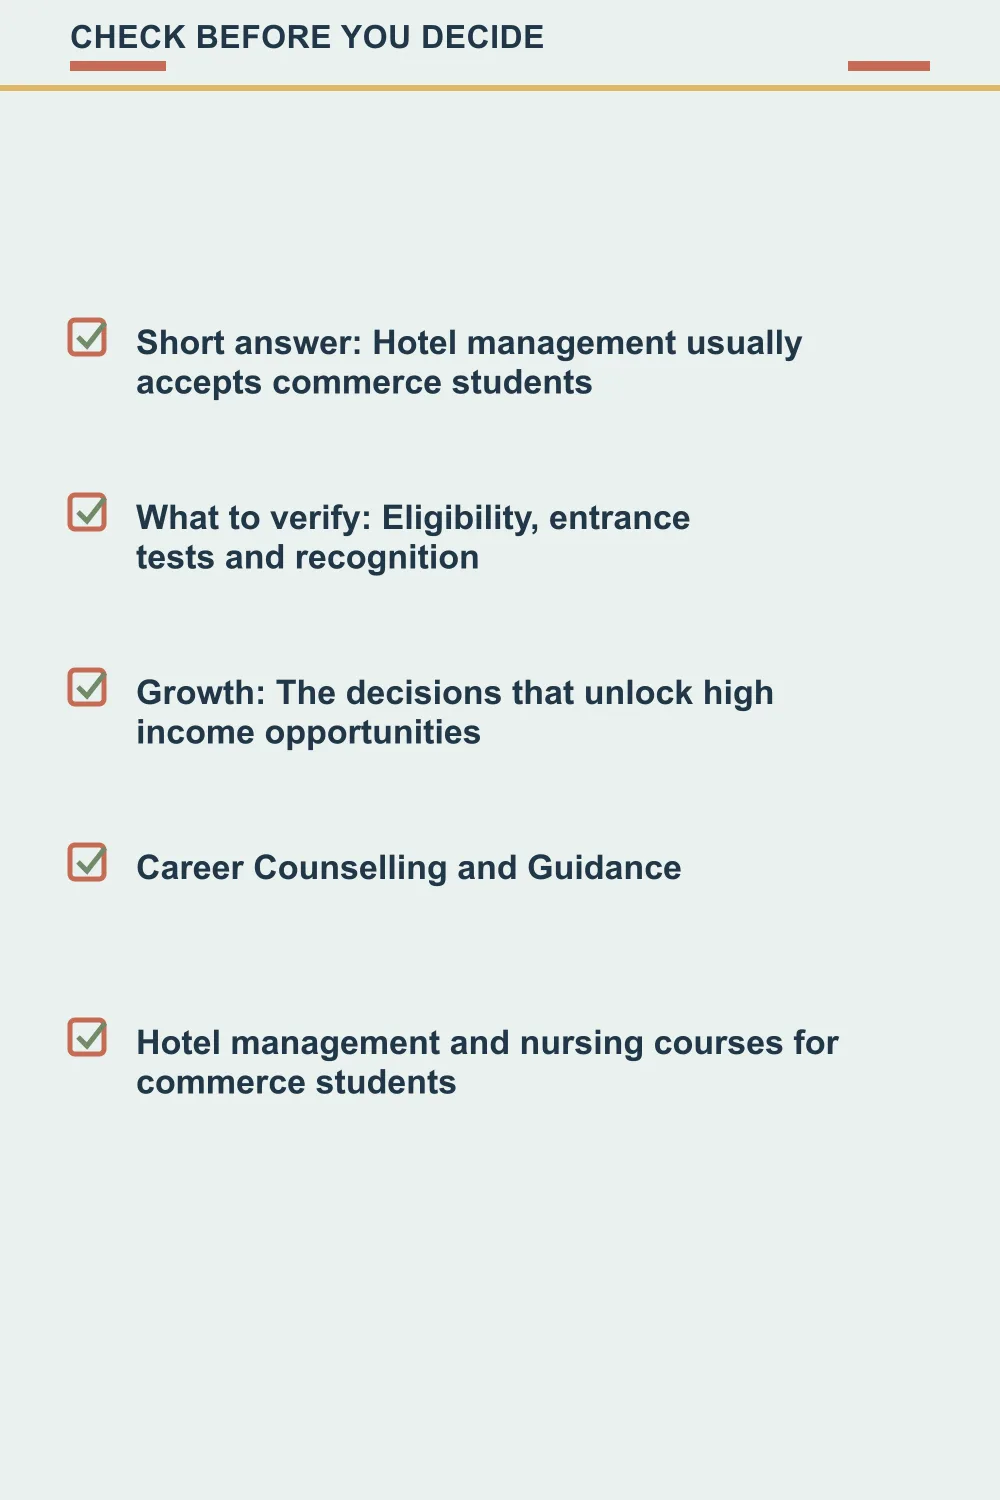 CHECK BEFORE YOU DECIDE
Short answer: Hotel management usually
accepts commerce students
What to verify: Eligibility, entrance
tests and recognition
Growth: The decisions that unlock high
income opportunities
Career Counselling and Guidance
Hotel management and nursing courses for
commerce students